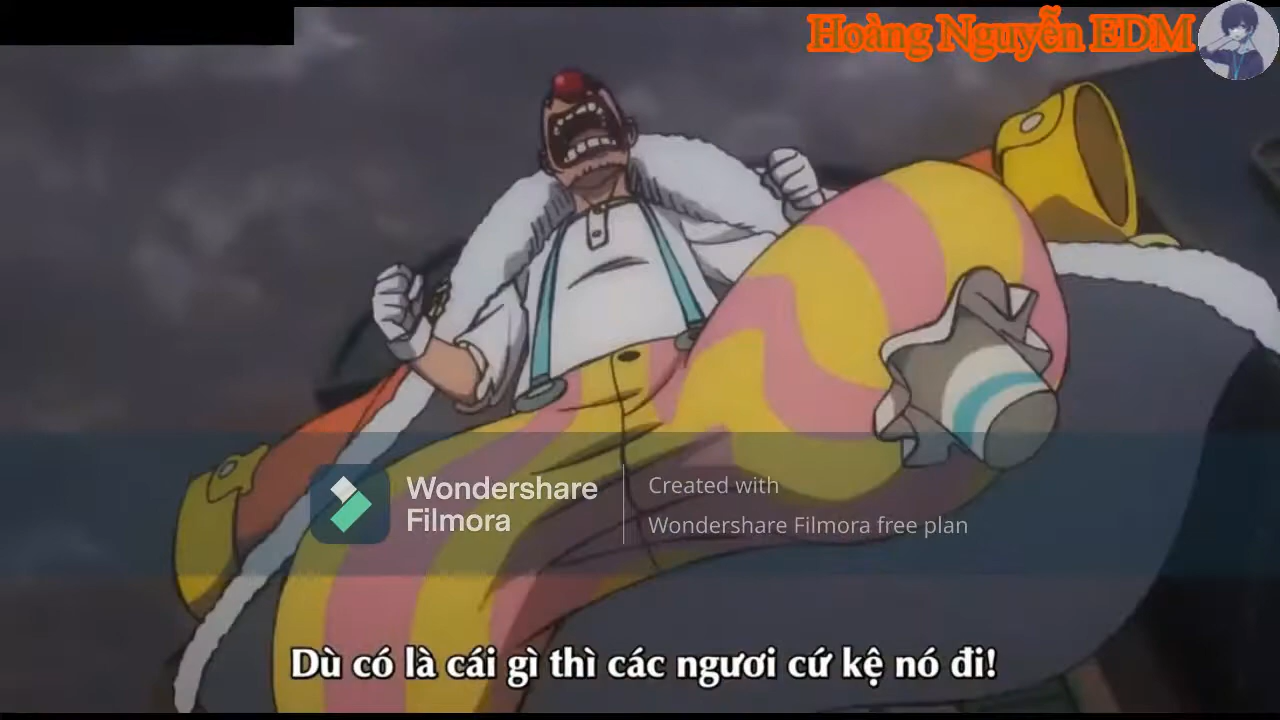 Hoàng Nguyễn EDM
Wondershare
Filmora
Created with
Wondershare Filmora free plan
Dù có là cái gì thì các ngươi cứ kệ nó đi!